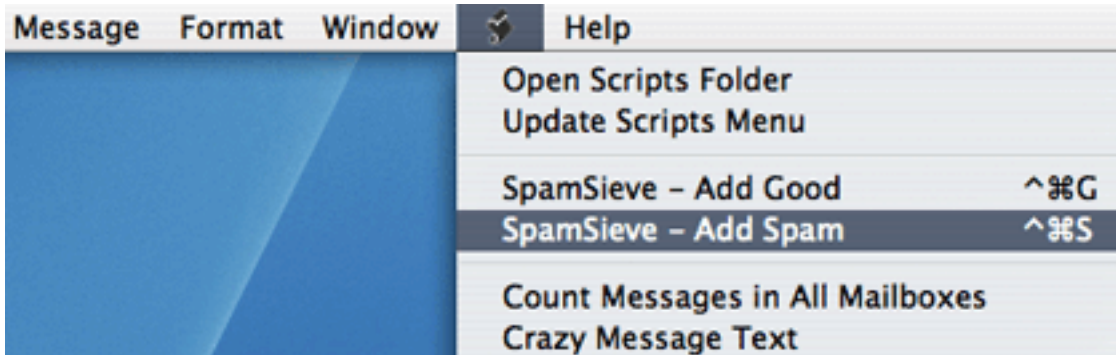 Message Format Window Help
Open Scripts Folder
Update Scripts Menu
SpamSieve – Add Good ^⌘G
SpamSieve – Add Spam ^⌘S
Count Messages in All Mailboxes
Crazy Message Text